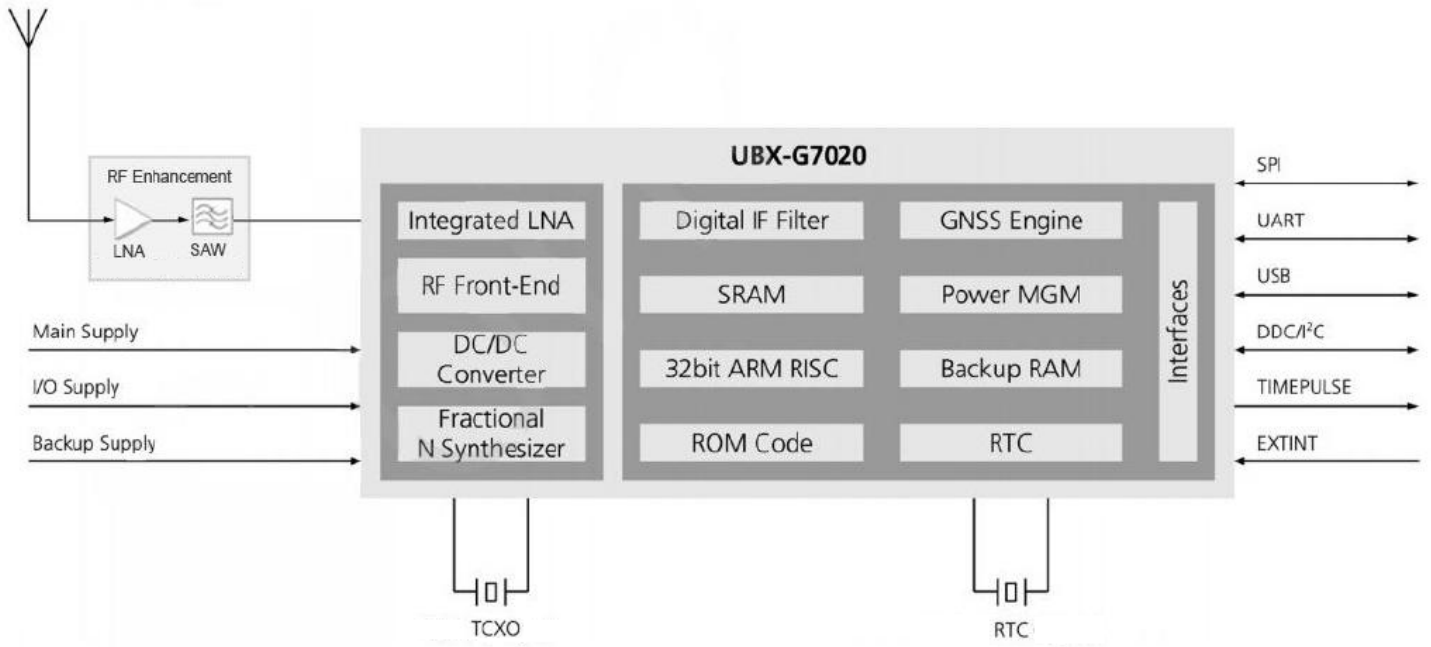 UBX-G7020
RF Enhancement
LNA
SAW
Main Supply
I/O Supply
Backup Supply
Integrated LNA
RF Front-End
DC/DC
Converter
Fractional
N Synthesizer
Digital IF Filter
SRAM
32bit ARM RISC
ROM Code
GNSS Engine
Power MGM
Backup RAM
RTC
Interfaces
SPI
UART
USB
DDC/I²C
TIMEPULSE
EXTINT
TCXO
RTC